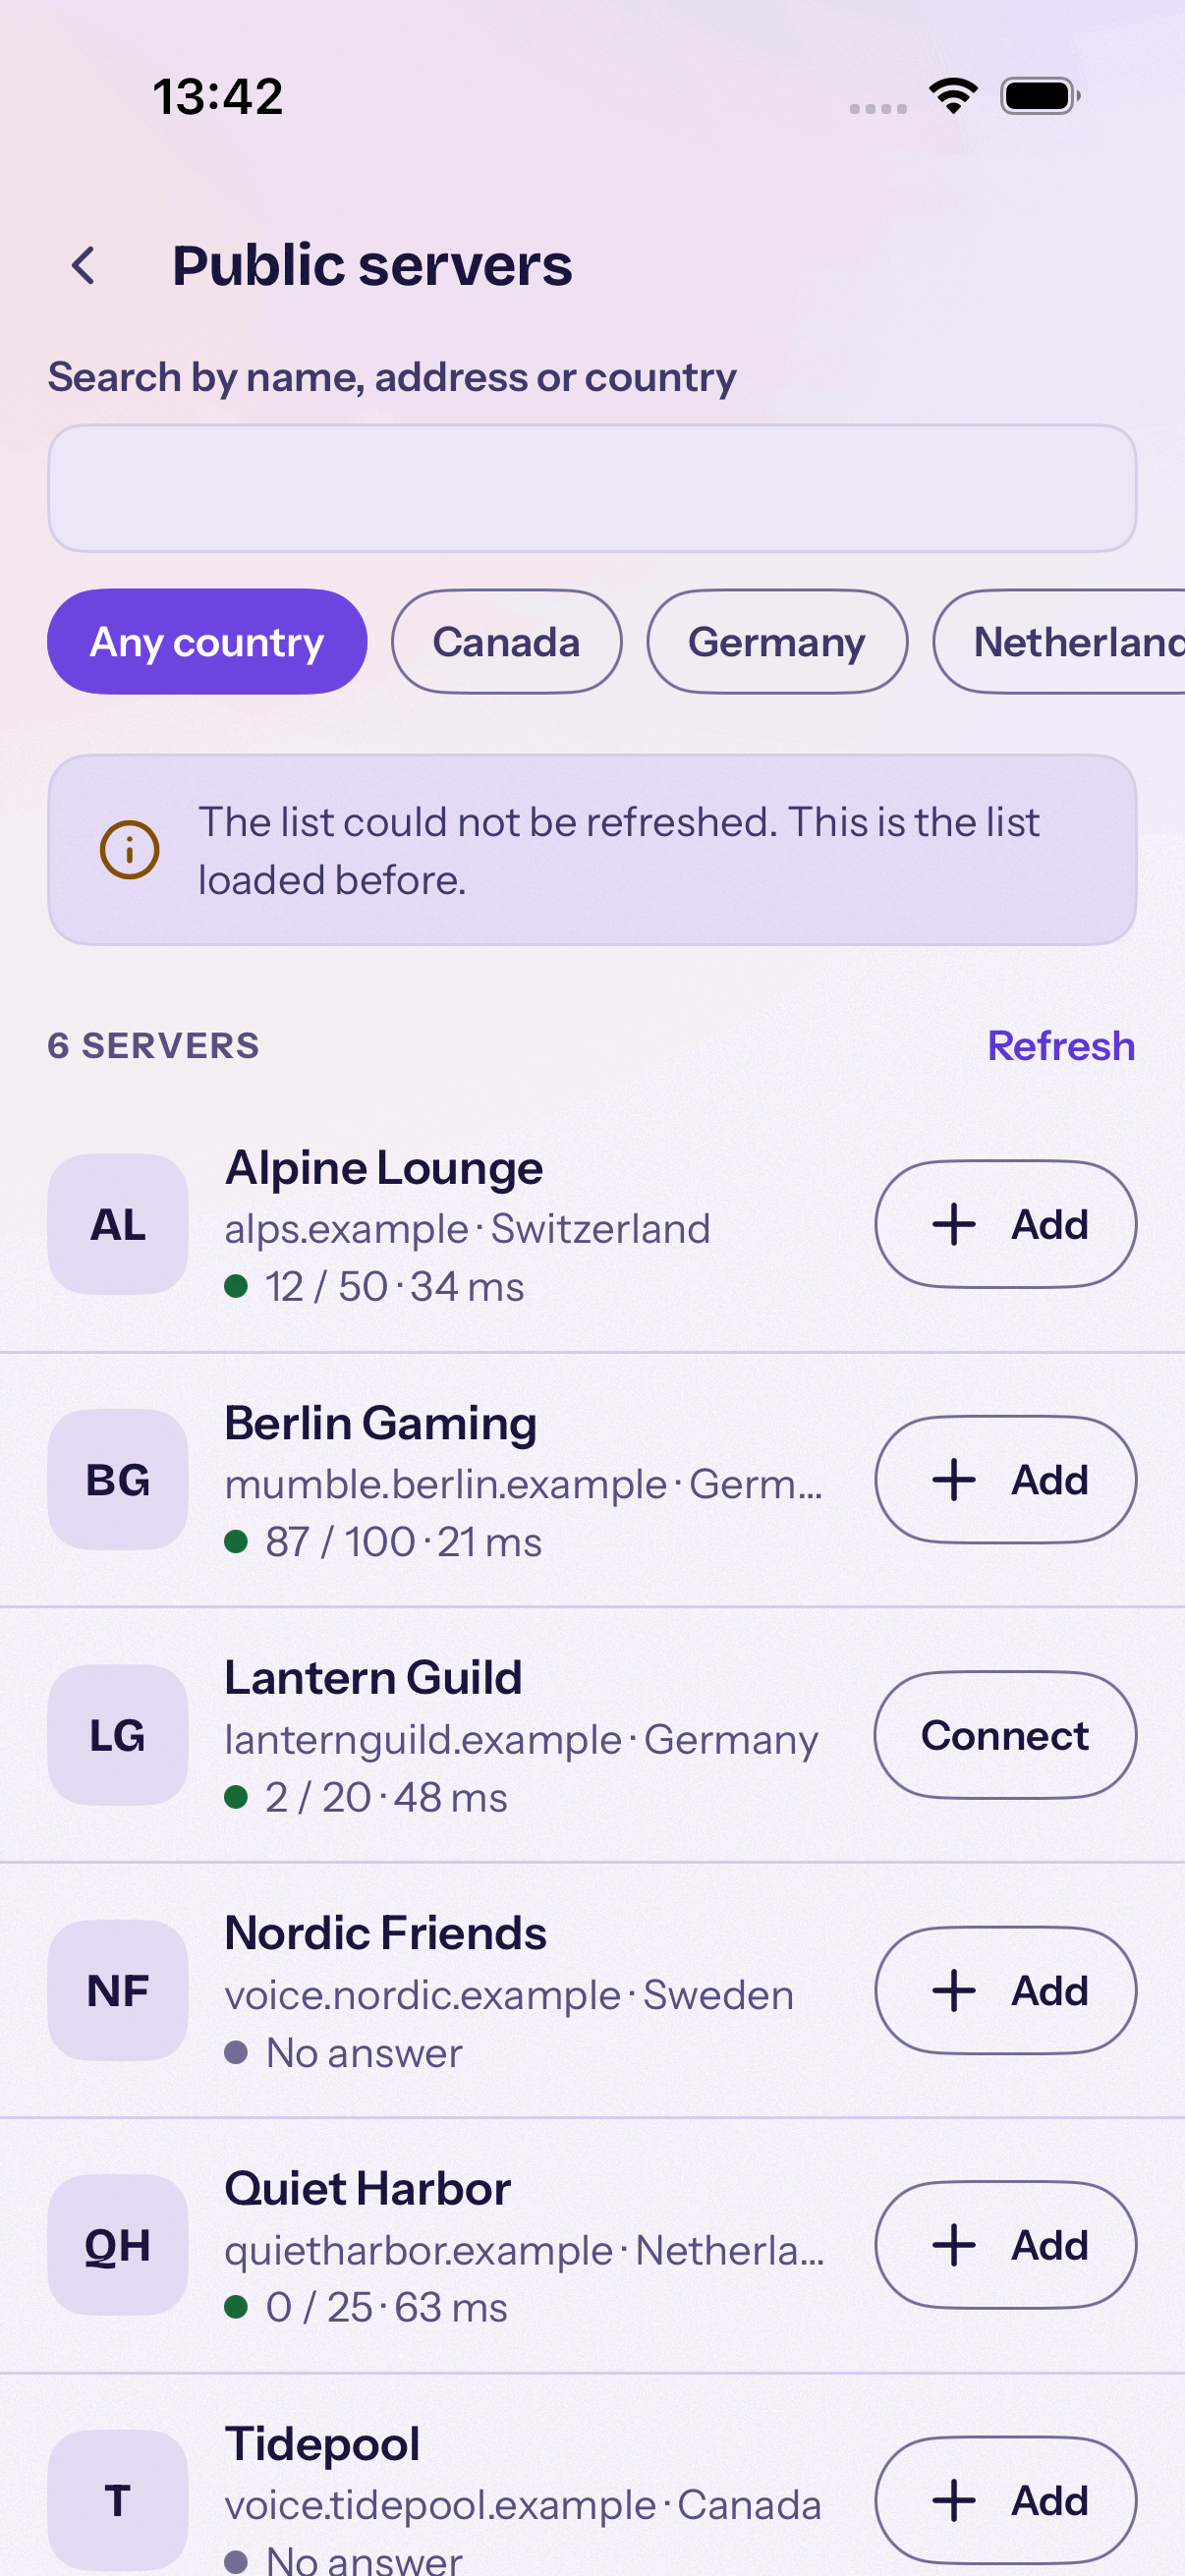 13:42
Public servers
Search by name, address or country
Any country
Canada
Germany
Netherland
The list could not be refreshed. This is the list
loaded before.
6 SERVERS
Refresh
AL
Alpine Lounge
alps.example · Switzerland
12 / 50 · 34 ms
Add
BG
Berlin Gaming
mumble.berlin.example · Germ...
87 / 100 · 21 ms
Add
LG
Lantern Guild
lanternguild.example · Germany
2 / 20 · 48 ms
Connect
NF
Nordic Friends
voice.nordic.example · Sweden
No answer
Add
QH
Quiet Harbor
quietharbor.example · Netherla...
0 / 25 · 63 ms
Add
T
Tidepool
voice.tidepool.example · Canada
No answer
Add